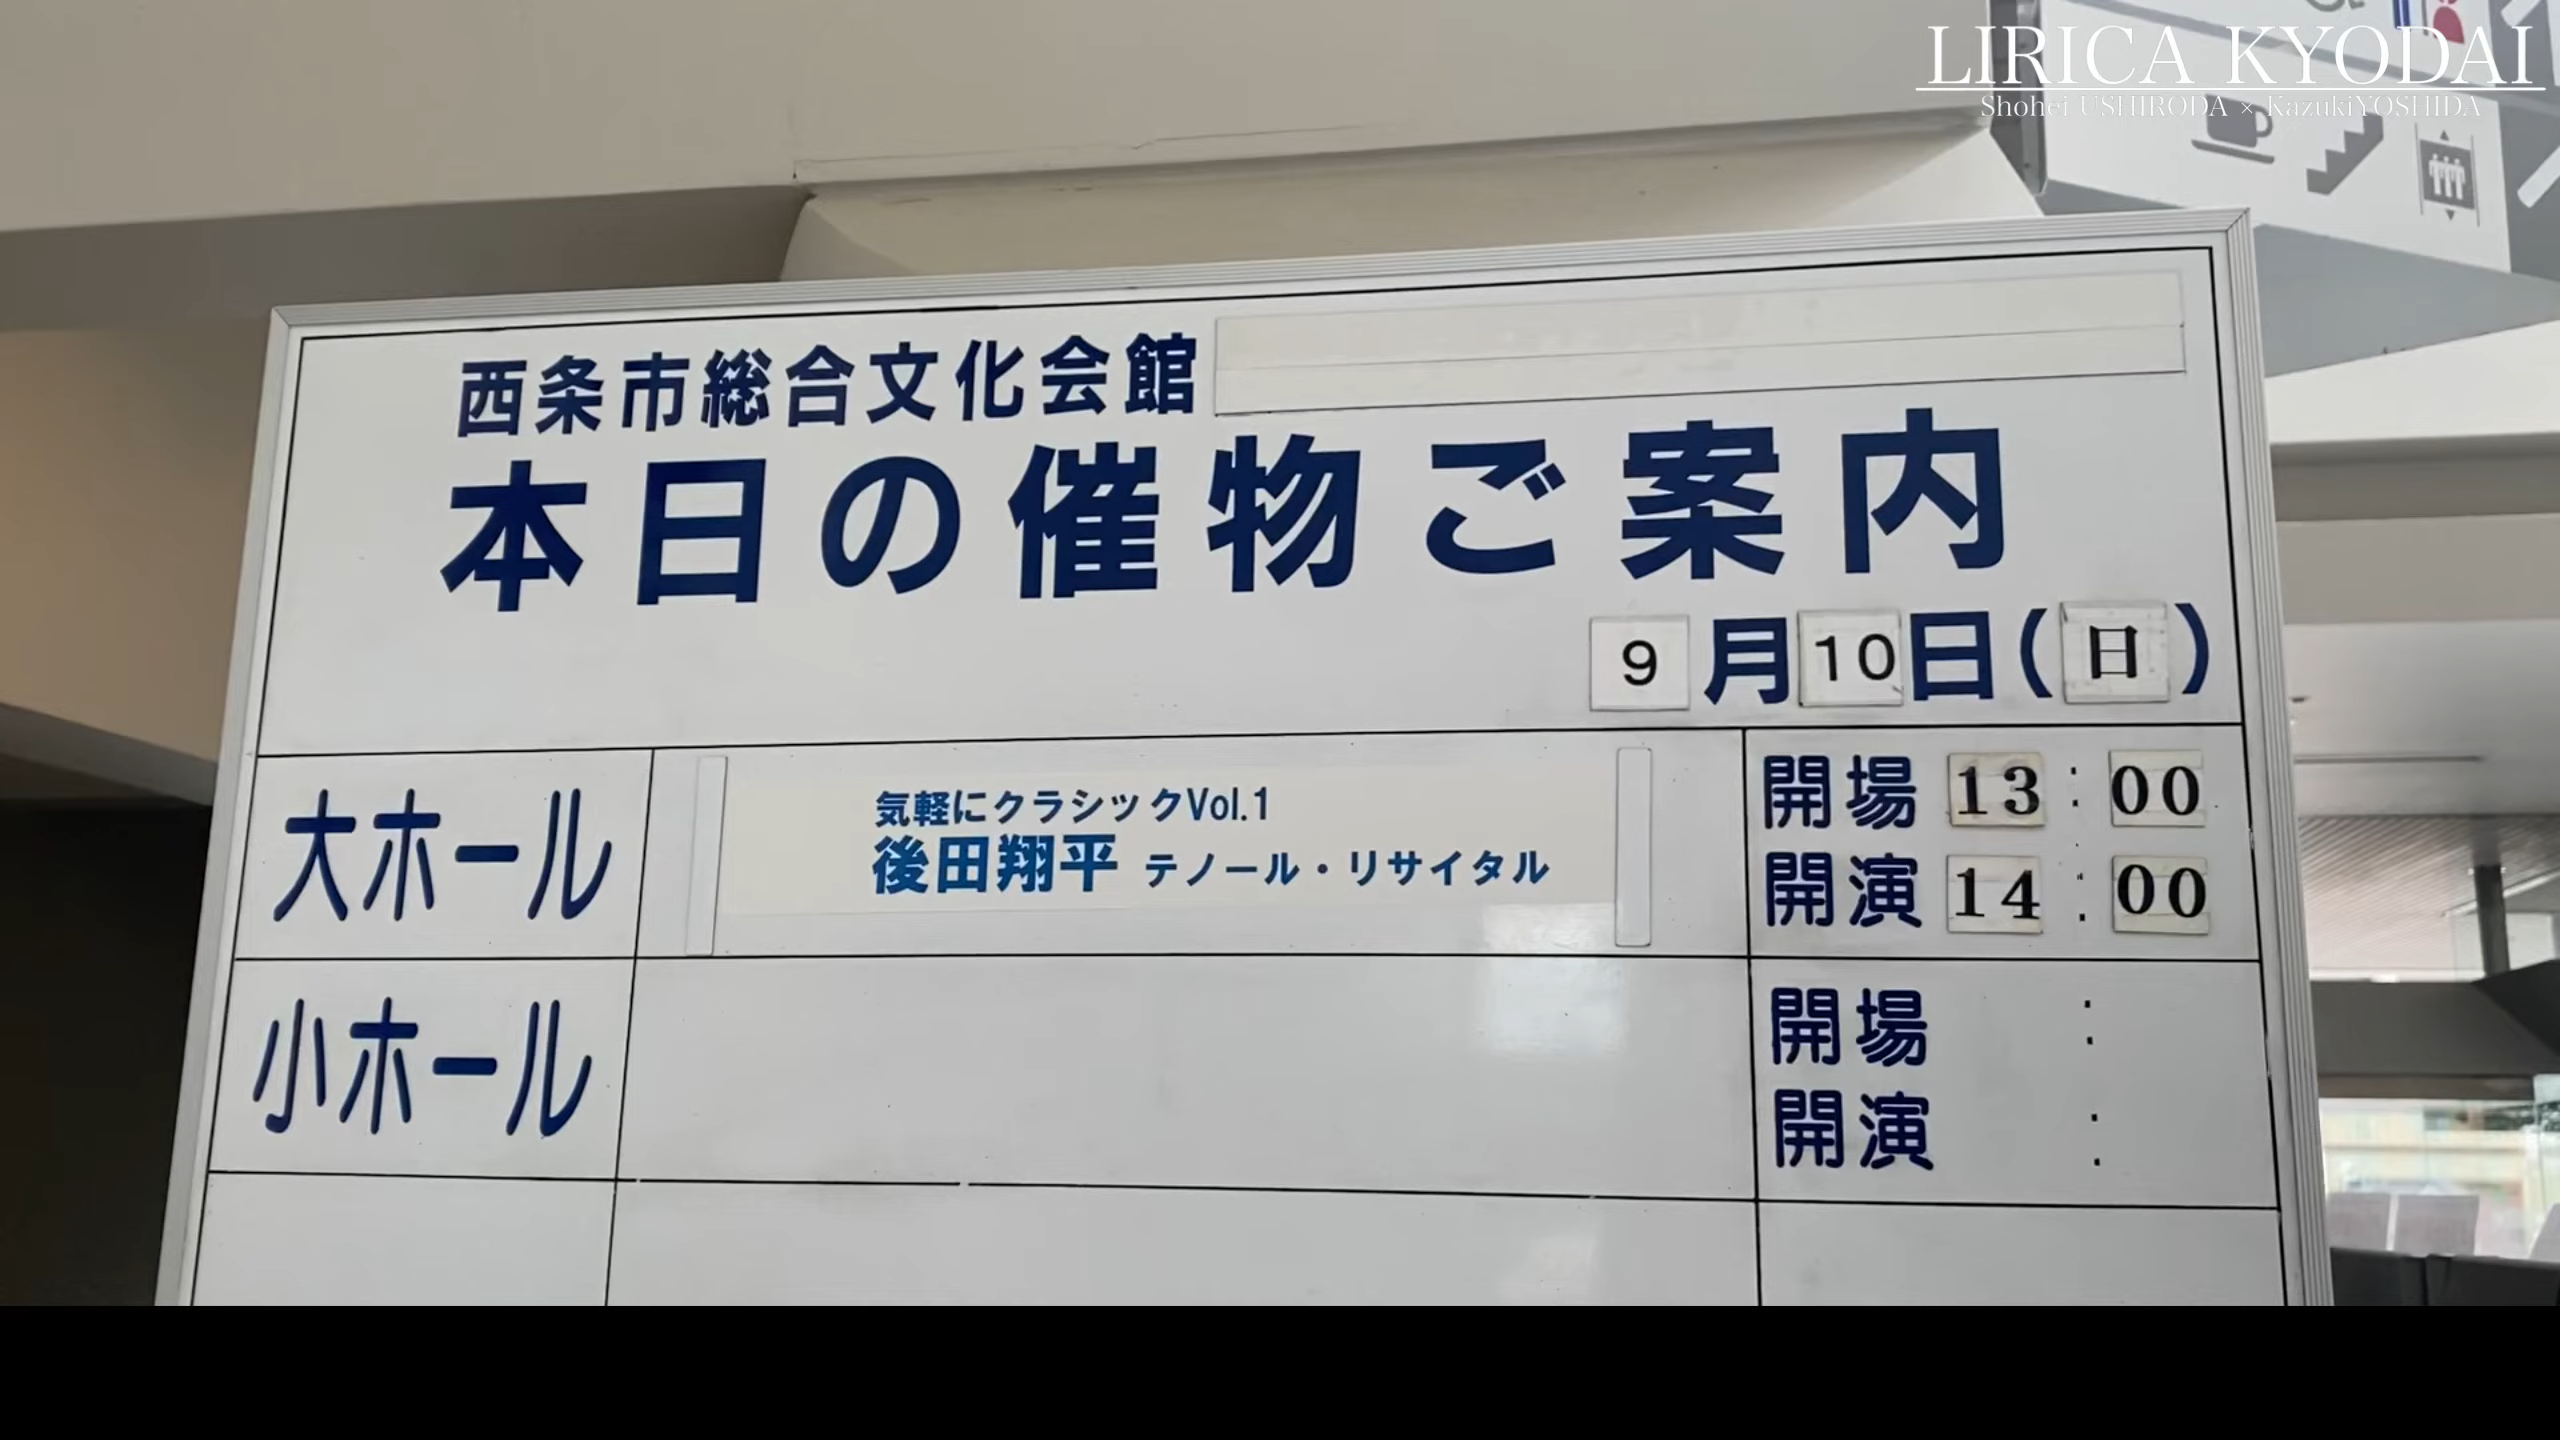 LIRICA KYODAI
Shohei USHIRODA × KazukiYOSHIDA
西条市総合文化会館
本日の催物ご案内
9月10日(日)
大ホール
気軽にクラシックVol.1
後田翔平 テノール・リサイタル
開場 13:00
開演 14:00
小ホール
開場 :
開演 :